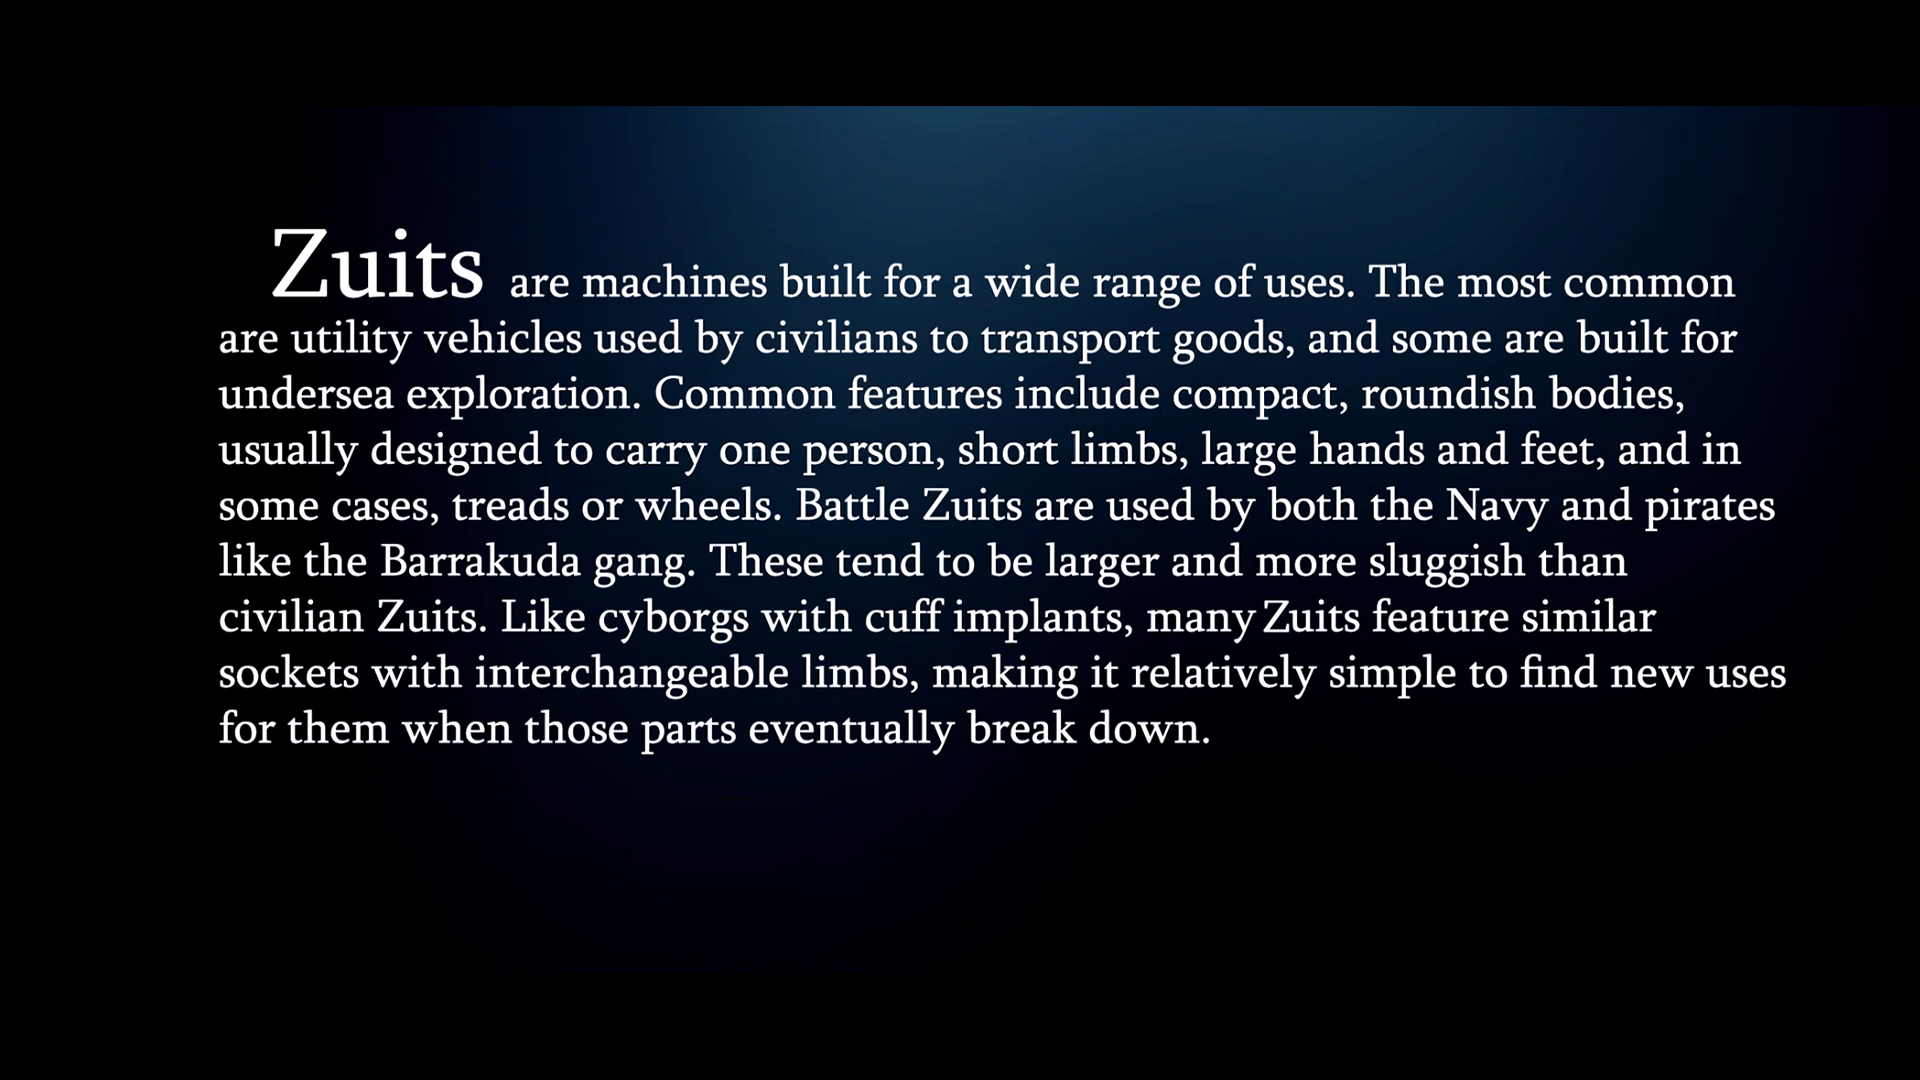 Zuits are machines built for a wide range of uses. The most common
are utility vehicles used by civilians to transport goods, and some are built for
undersea exploration. Common features include compact, roundish bodies,
usually designed to carry one person, short limbs, large hands and feet, and in
some cases, treads or wheels. Battle Zuits are used by both the Navy and pirates
like the Barrakuda gang. These tend to be larger and more sluggish than
civilian Zuits. Like cyborgs with cuff implants, many Zuits feature similar
sockets with interchangeable limbs, making it relatively simple to find new uses
for them when those parts eventually break down.